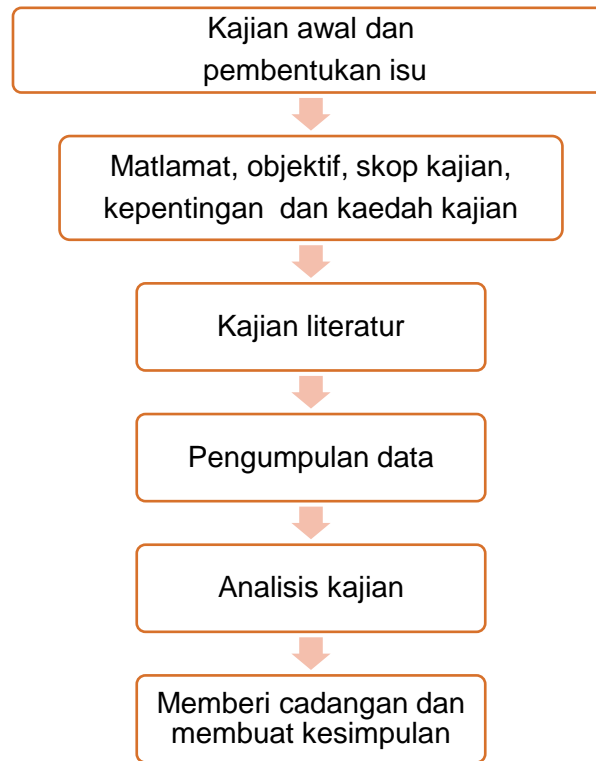 Kajian awal dan
pembentukan isu
Matlamat, objektif, skop kajian,
kepentingan dan kaedah kajian
Kajian literatur
Pengumpulan data
Analisis kajian
Memberi cadangan dan
membuat kesimpulan